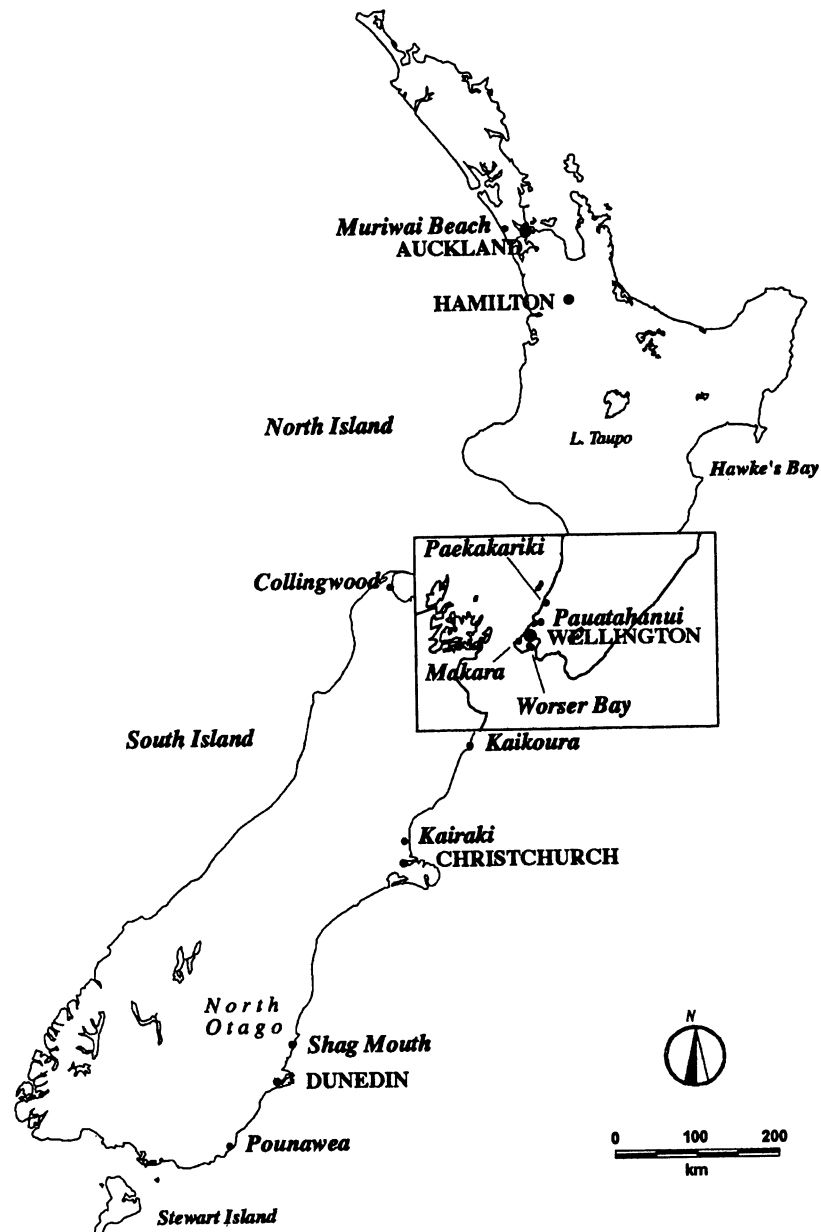 Muriwai Beach
AUCKLAND
HAMILTON
North Island
L. Taupo
Hawke's Bay
Paekakariki
Collingwood
Pauatahanui
WELLINGTON
Makara
Worser Bay
South Island
Kaikoura
Kairaki
CHRISTCHURCH
North
Otago
N
Shag Mouth
DUNEDIN
0 100 200
km
Pounawea
Stewart Island